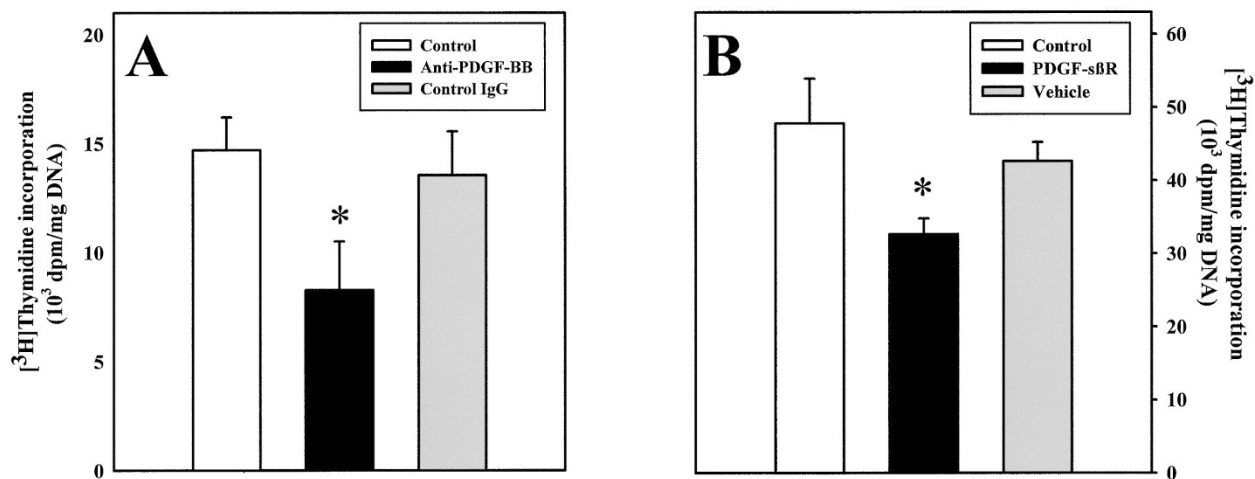 A
Control
Anti-PDGF-BB
Control IgG
[³H]Thymidine incorporation
(10³ dpm/mg DNA)
20
15
10
5
0
*
B
Control
PDGF-sßR
Vehicle
*
60
50
40
30
20
10
0
[³H]Thymidine incorporation
(10³ dpm/mg DNA)